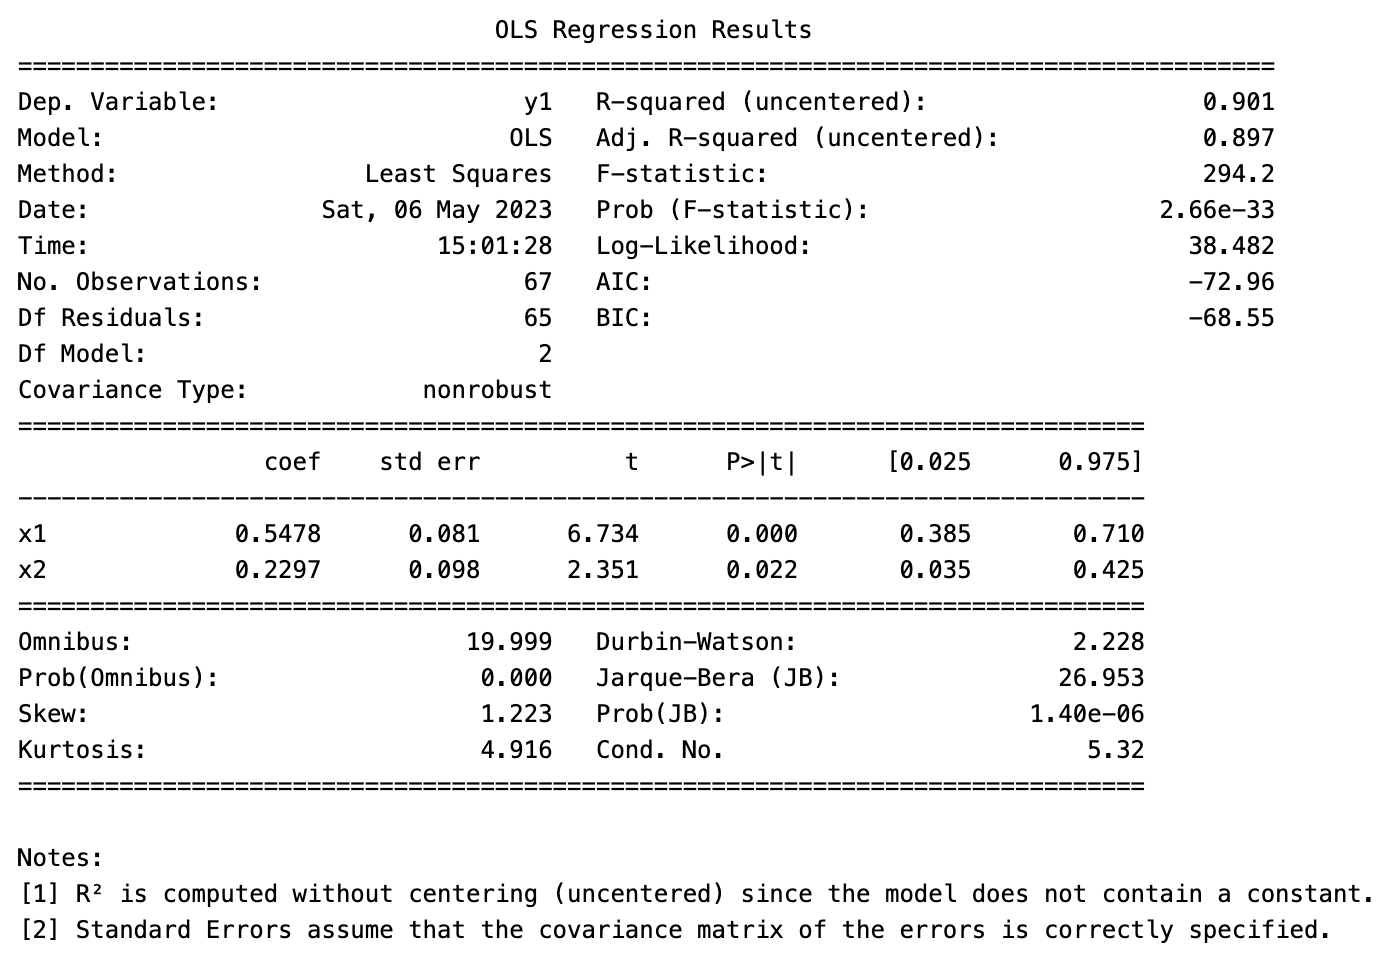 OLS Regression Results
=======================================================================================
Dep. Variable:                     y1   R-squared (uncentered):                   0.901
Model:                            OLS   Adj. R-squared (uncentered):              0.897
Method:                 Least Squares   F-statistic:                              294.2
Date:                Sat, 06 May 2023   Prob (F-statistic):                    2.66e-33
Time:                        15:01:28   Log-Likelihood:                          38.482
No. Observations:                  67   AIC:                                     -72.96
Df Residuals:                      65   BIC:                                     -68.55
Df Model:                           2
Covariance Type:            nonrobust
==============================================================================
                 coef    std err          t      P>|t|      [0.025      0.975]
------------------------------------------------------------------------------
x1             0.5478      0.081      6.734      0.000       0.385       0.710
x2             0.2297      0.098      2.351      0.022       0.035       0.425
==============================================================================
Omnibus:                       19.999   Durbin-Watson:                   2.228
Prob(Omnibus):                  0.000   Jarque-Bera (JB):               26.953
Skew:                           1.223   Prob(JB):                     1.40e-06
Kurtosis:                       4.916   Cond. No.                         5.32
==============================================================================
Notes:
[1] R² is computed without centering (uncentered) since the model does not contain a constant.
[2] Standard Errors assume that the covariance matrix of the errors is correctly specified.